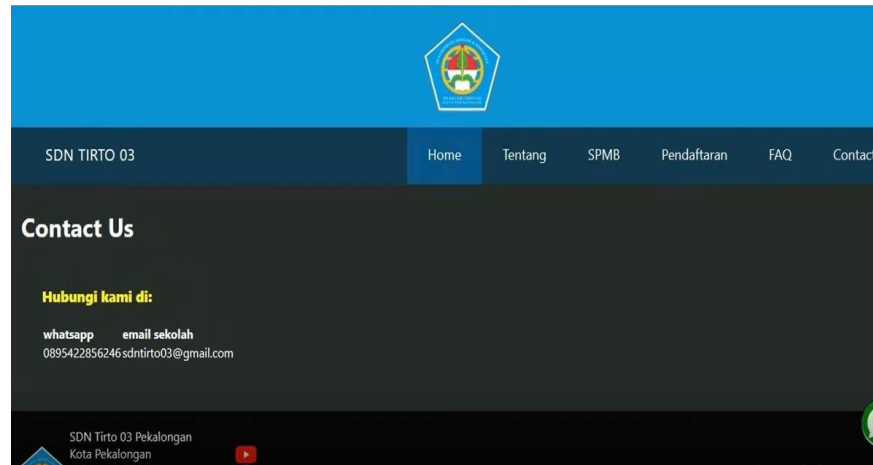 SDN TIRTO 03
Home Tentang SPMB Pendaftaran FAQ Contact
Contact Us
Hubungi kami di:
whatsapp email sekolah
0895422856246 sdntirto03@gmail.com
SDN Tirto 03 Pekalongan
Kota Pekalongan